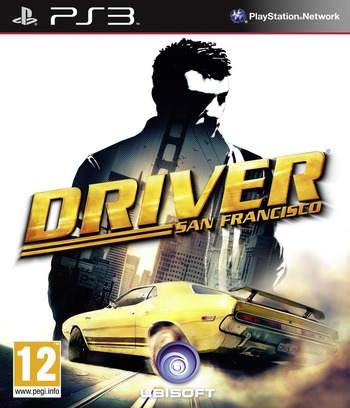 PS3
PlayStation®Network
DRIVER®
SAN FRANCISCO
12
www.pegi.info
UBISOFT